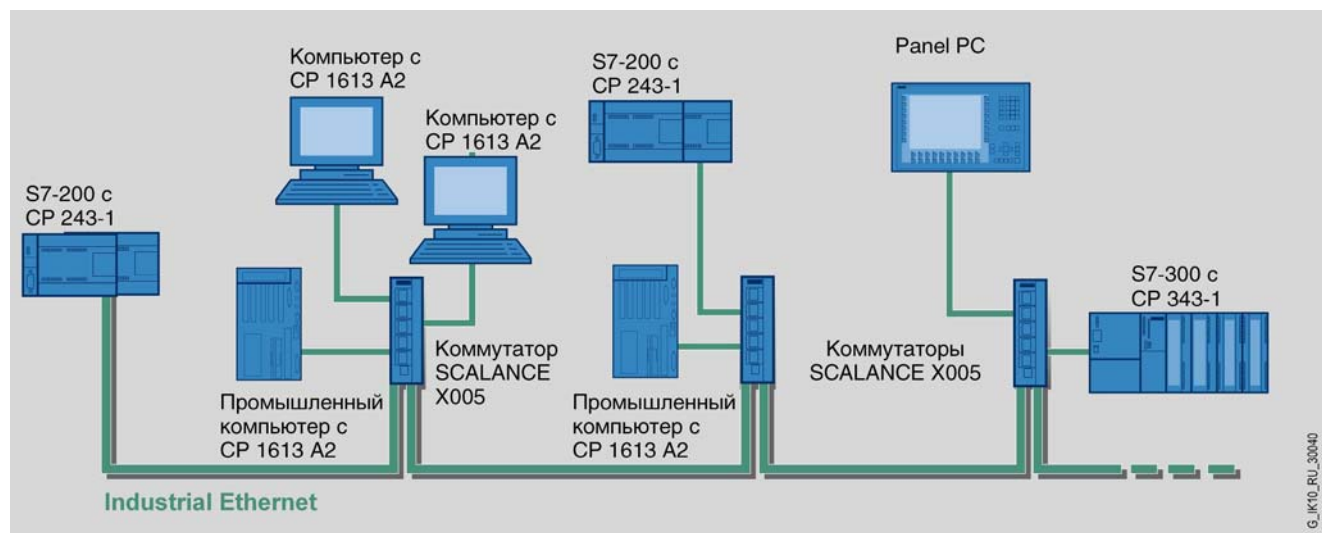 Компьютер с
CP 1613 A2
Компьютер с
CP 1613 A2
S7-200 с
CP 243-1
Panel PC
S7-200 с
CP 243-1
S7-300 с
CP 343-1
Коммутатор
SCALANCE
X005
Коммутаторы
SCALANCE X005
Промышленный
компьютер с
CP 1613 A2
Промышленный
компьютер с
CP 1613 A2
Industrial Ethernet
G_IK10_RU_30040